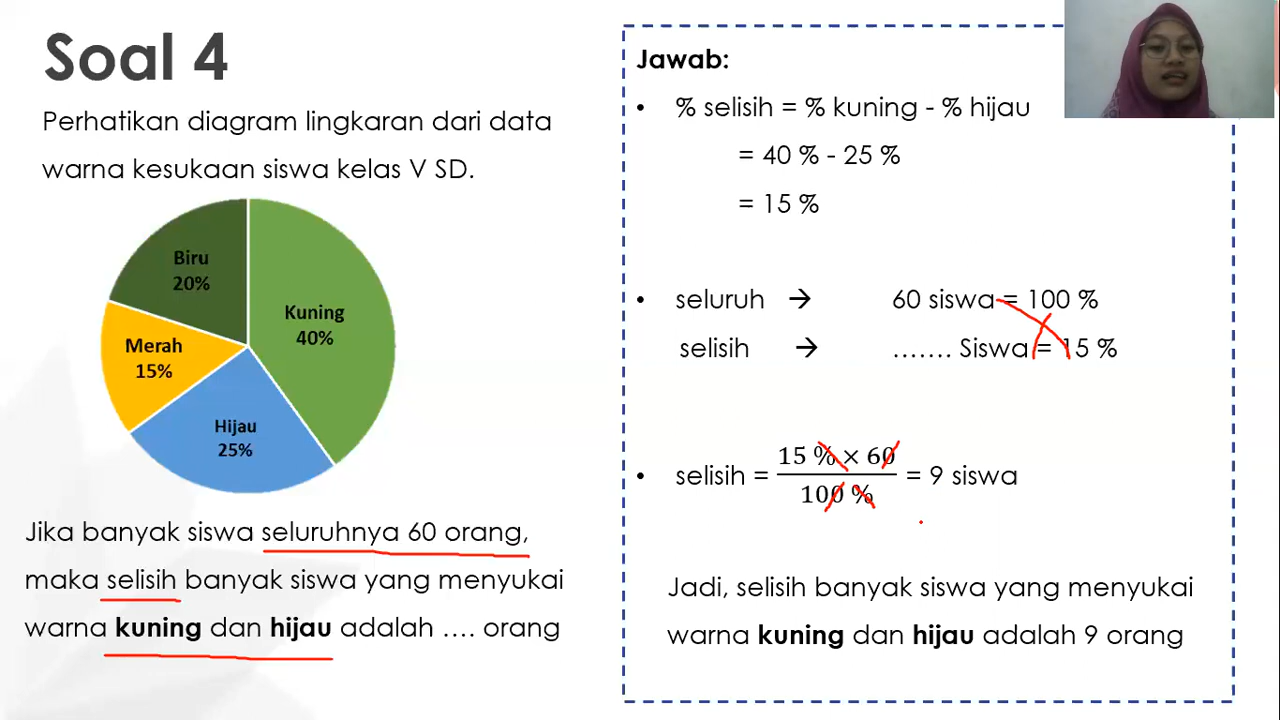 Soal 4
Perhatikan diagram lingkaran dari data
warna kesukaan siswa kelas V SD.
Biru
20%
Kuning
40%
Merah
15%
Hijau
25%
Jika banyak siswa seluruhnya 60 orang,
maka selisih banyak siswa yang menyukai
warna kuning dan hijau adalah .... orang
Jawab:
• % selisih = % kuning - % hijau
= 40 % - 25 %
= 15 %
• seluruh → 60 siswa = 100 %
selisih → ....... Siswa = 15 %
• selisih = 15 % × 60 / 100 % = 9 siswa
Jadi, selisih banyak siswa yang menyukai
warna kuning dan hijau adalah 9 orang